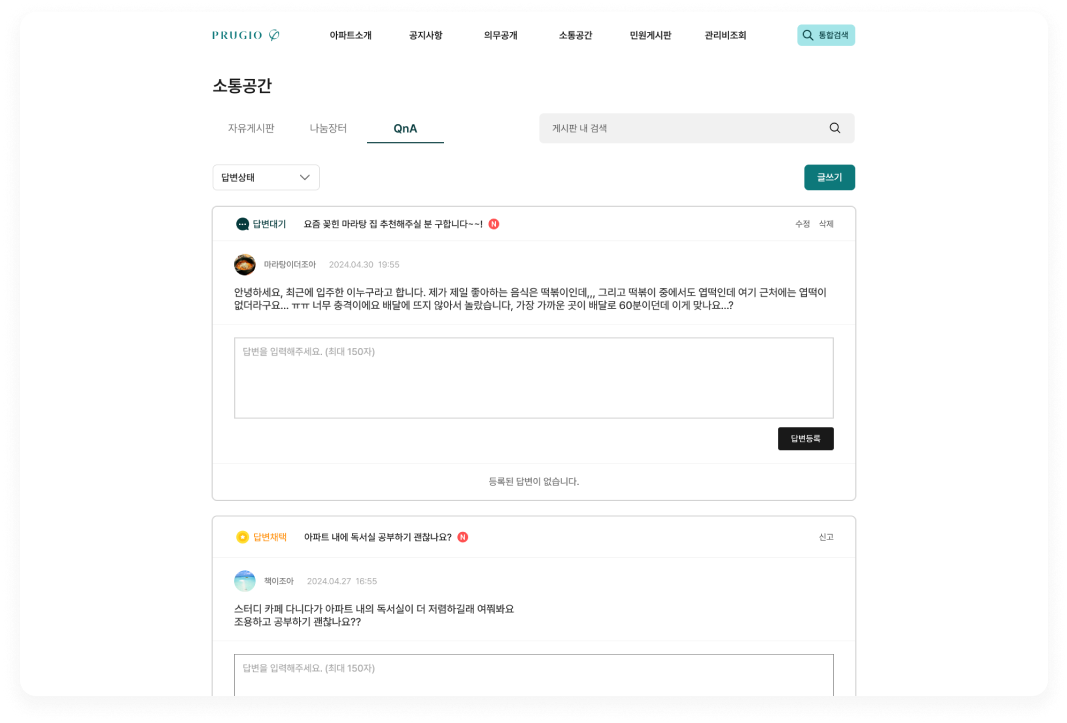 PRUGIO
아파트소개 공지사항 의무공개 소통공간 민원게시판 관리비조회
통합검색
소통공간
자유게시판 나눔장터 QnA
게시판 내 검색
답변상태
글쓰기
답변대기 요즘 꽂힌 마라탕 집 추천해주실 분 구합니다~~! N
수정 삭제
마라탕이더조아 2024.04.30 19:55
안녕하세요, 최근에 입주한 이누구라고 합니다. 제가 제일 좋아하는 음식은 떡볶이인데,,, 그리고 떡볶이 중에서도 엽떡인데 여기 근처에는 엽떡이
없더라구요... ㅠㅠ 너무 충격이에요 배달에 뜨지 않아서 놀랐습니다, 가장 가까운 곳이 배달로 60분이던데 이게 맞나요...?
답변을 입력해주세요. (최대 150자)
답변등록
등록된 답변이 없습니다.
답변채택 아파트 내에 독서실 공부하기 괜찮나요? N
신고
책이조아 2024.04.27 16:55
스터디 카페 다니다가 아파트 내의 독서실이 더 저렴하길래 여쭤봐요
조용하고 공부하기 괜찮나요??
답변을 입력해주세요. (최대 150자)